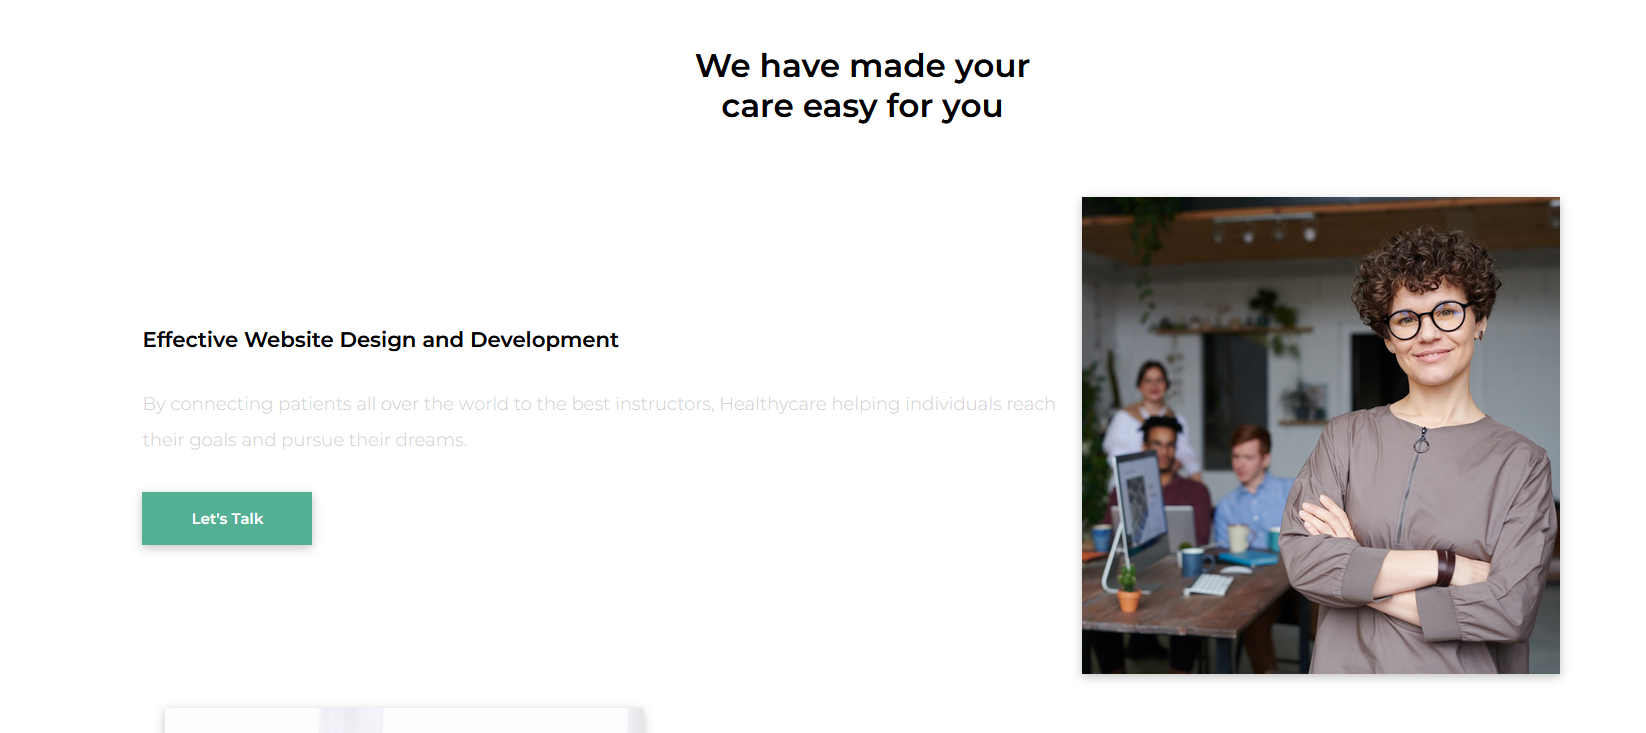 We have made your
care easy for you
Effective Website Design and Development
By connecting patients all over the world to the best instructors, Healthycare helping individuals reach
their goals and pursue their dreams.
Let's Talk